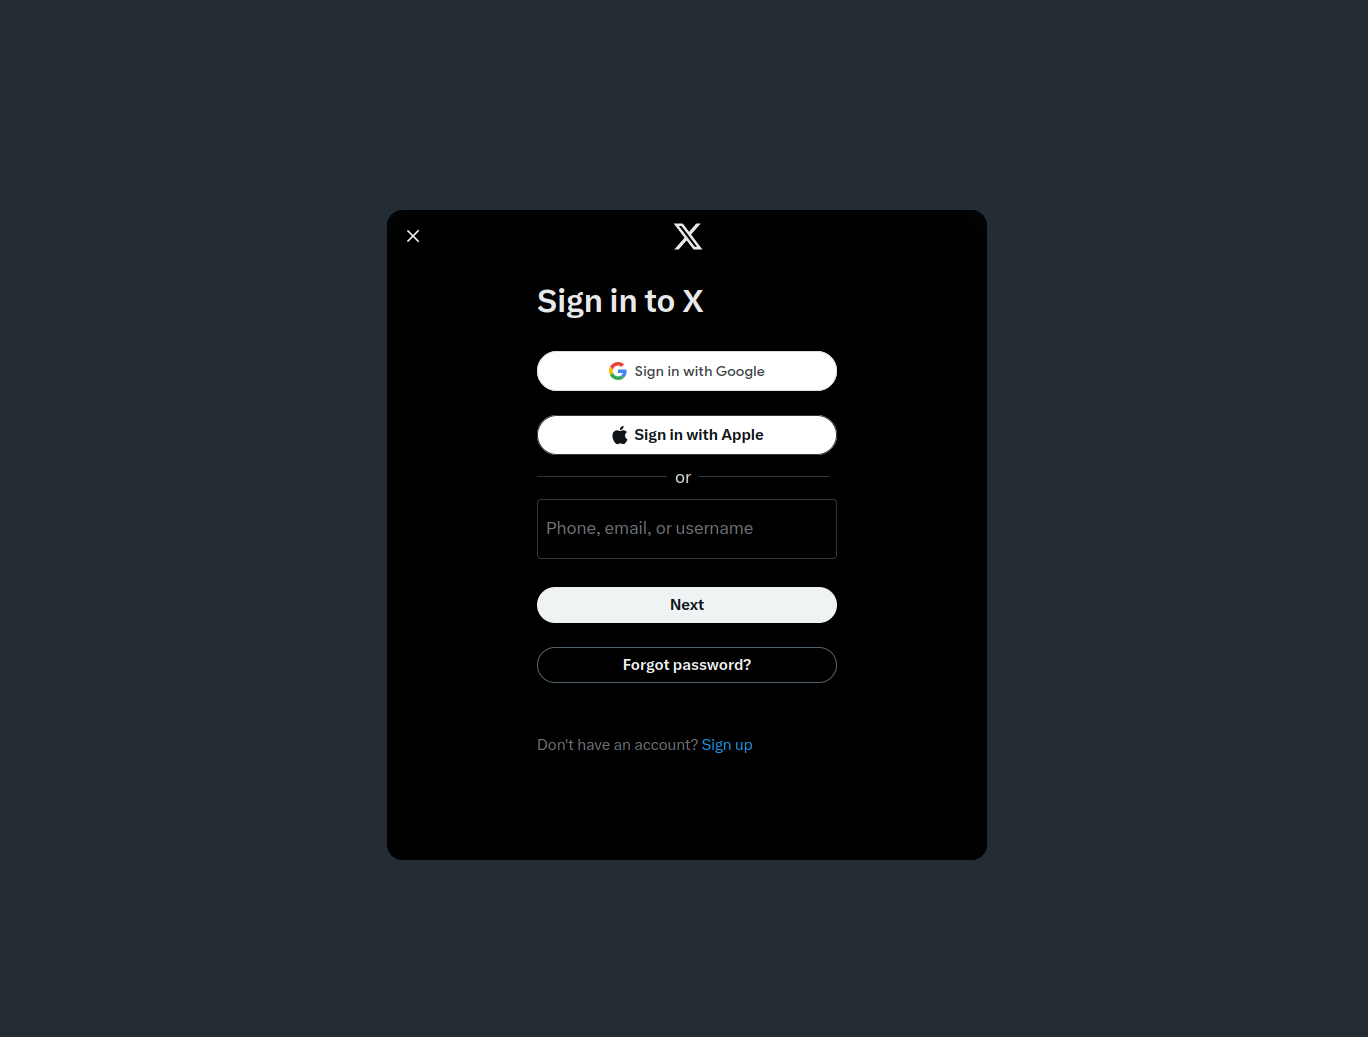 Sign in to X
Sign in with Google
Sign in with Apple
or
Phone, email, or username
Next
Forgot password?
Don't have an account? Sign up